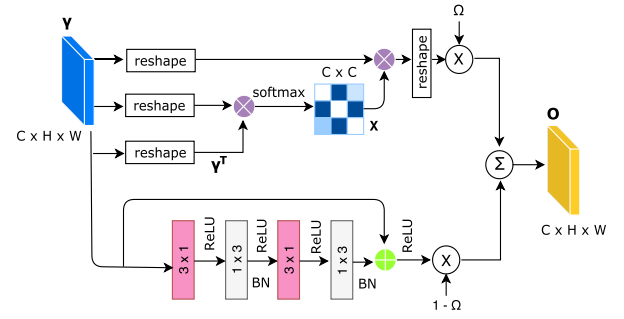 Y
Ω
reshape
reshape
X
C x C
softmax
reshape
X
O
C x H x W
reshape
Y^T
Σ
C x H x W
3 x 1
ReLU
1 x 3
ReLU
BN
3 x 1
ReLU
1 x 3
BN
ReLU
X
1 - Ω